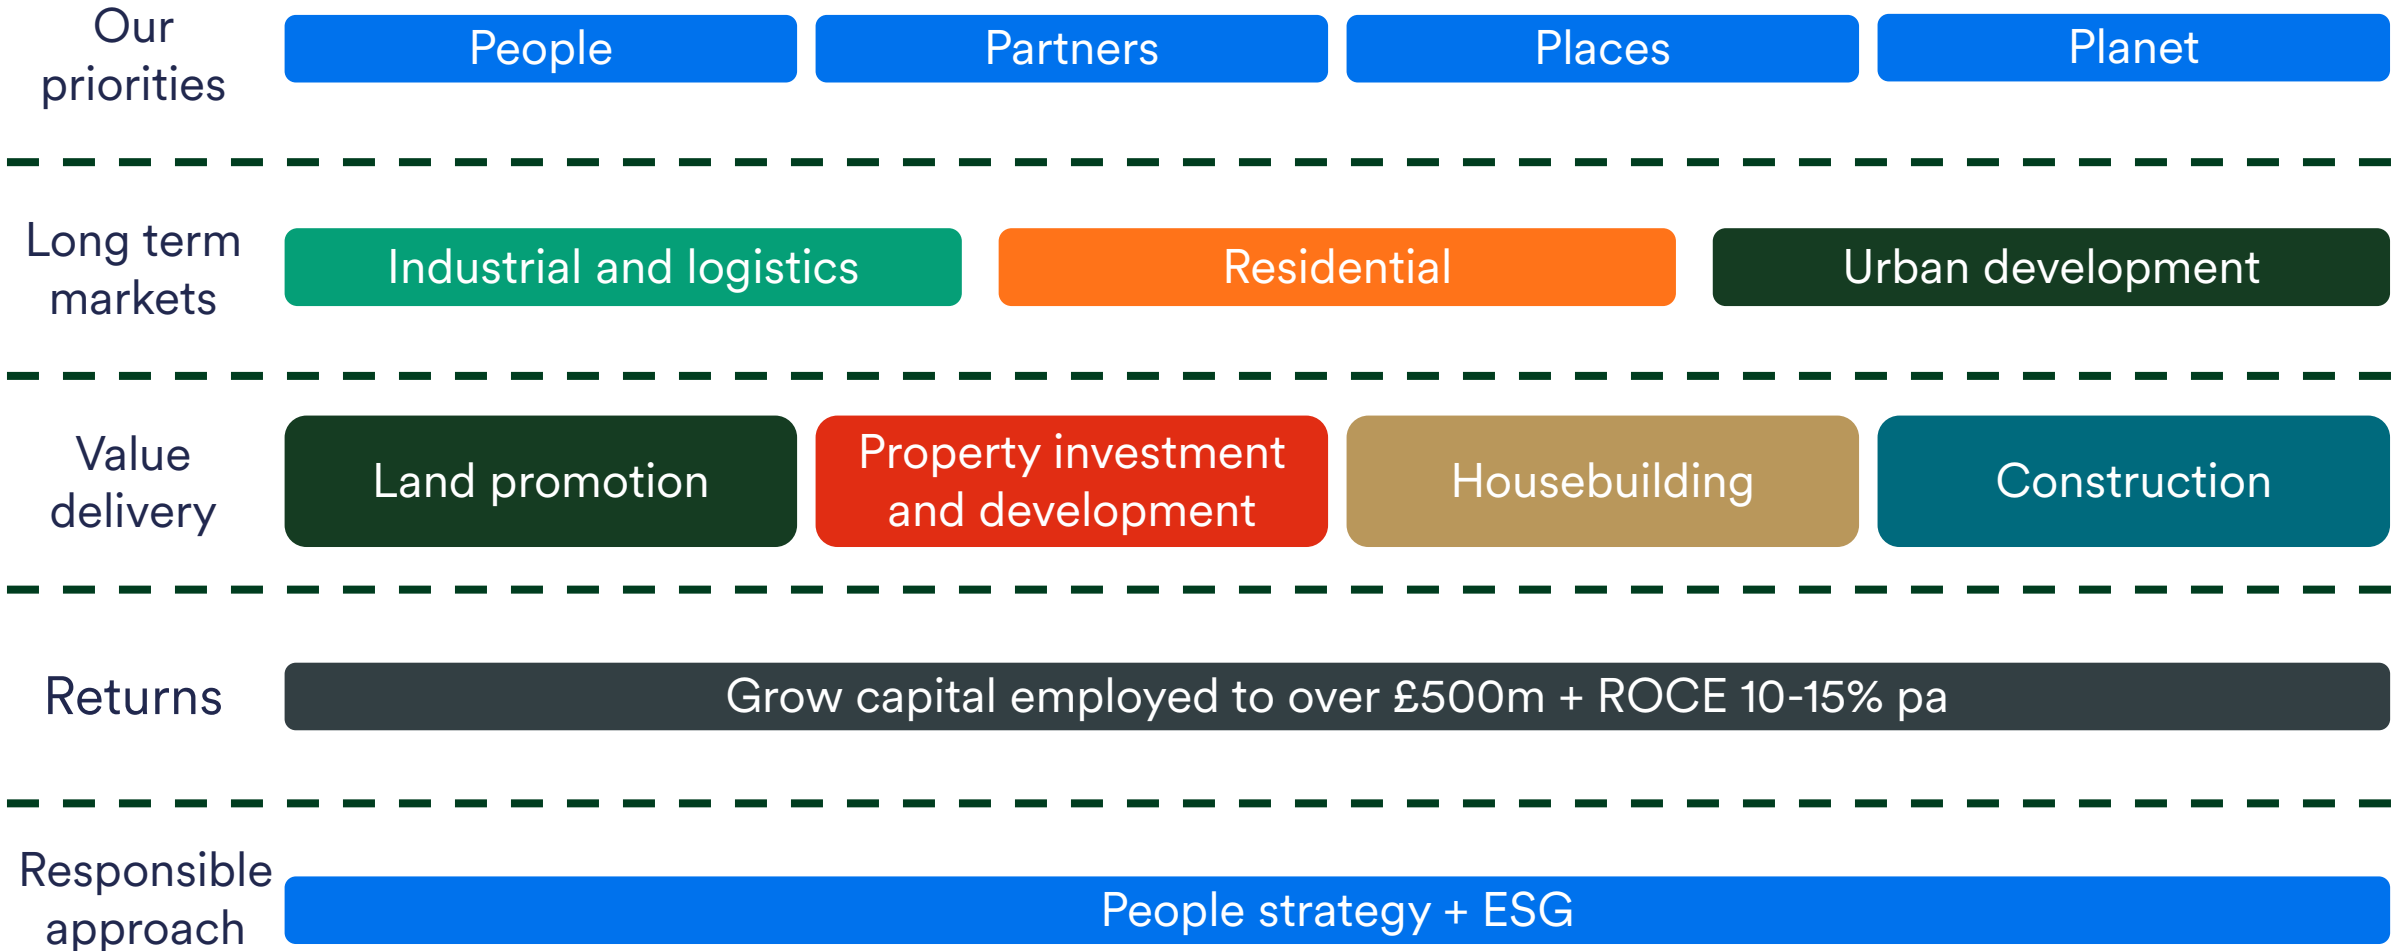 Our
priorities
People
Partners
Places
Planet
Long term
markets
Industrial and logistics
Residential
Urban development
Value
delivery
Land promotion
Property investment
and development
Housebuilding
Construction
Returns
Grow capital employed to over £500m + ROCE 10-15% pa
Responsible
approach
People strategy + ESG